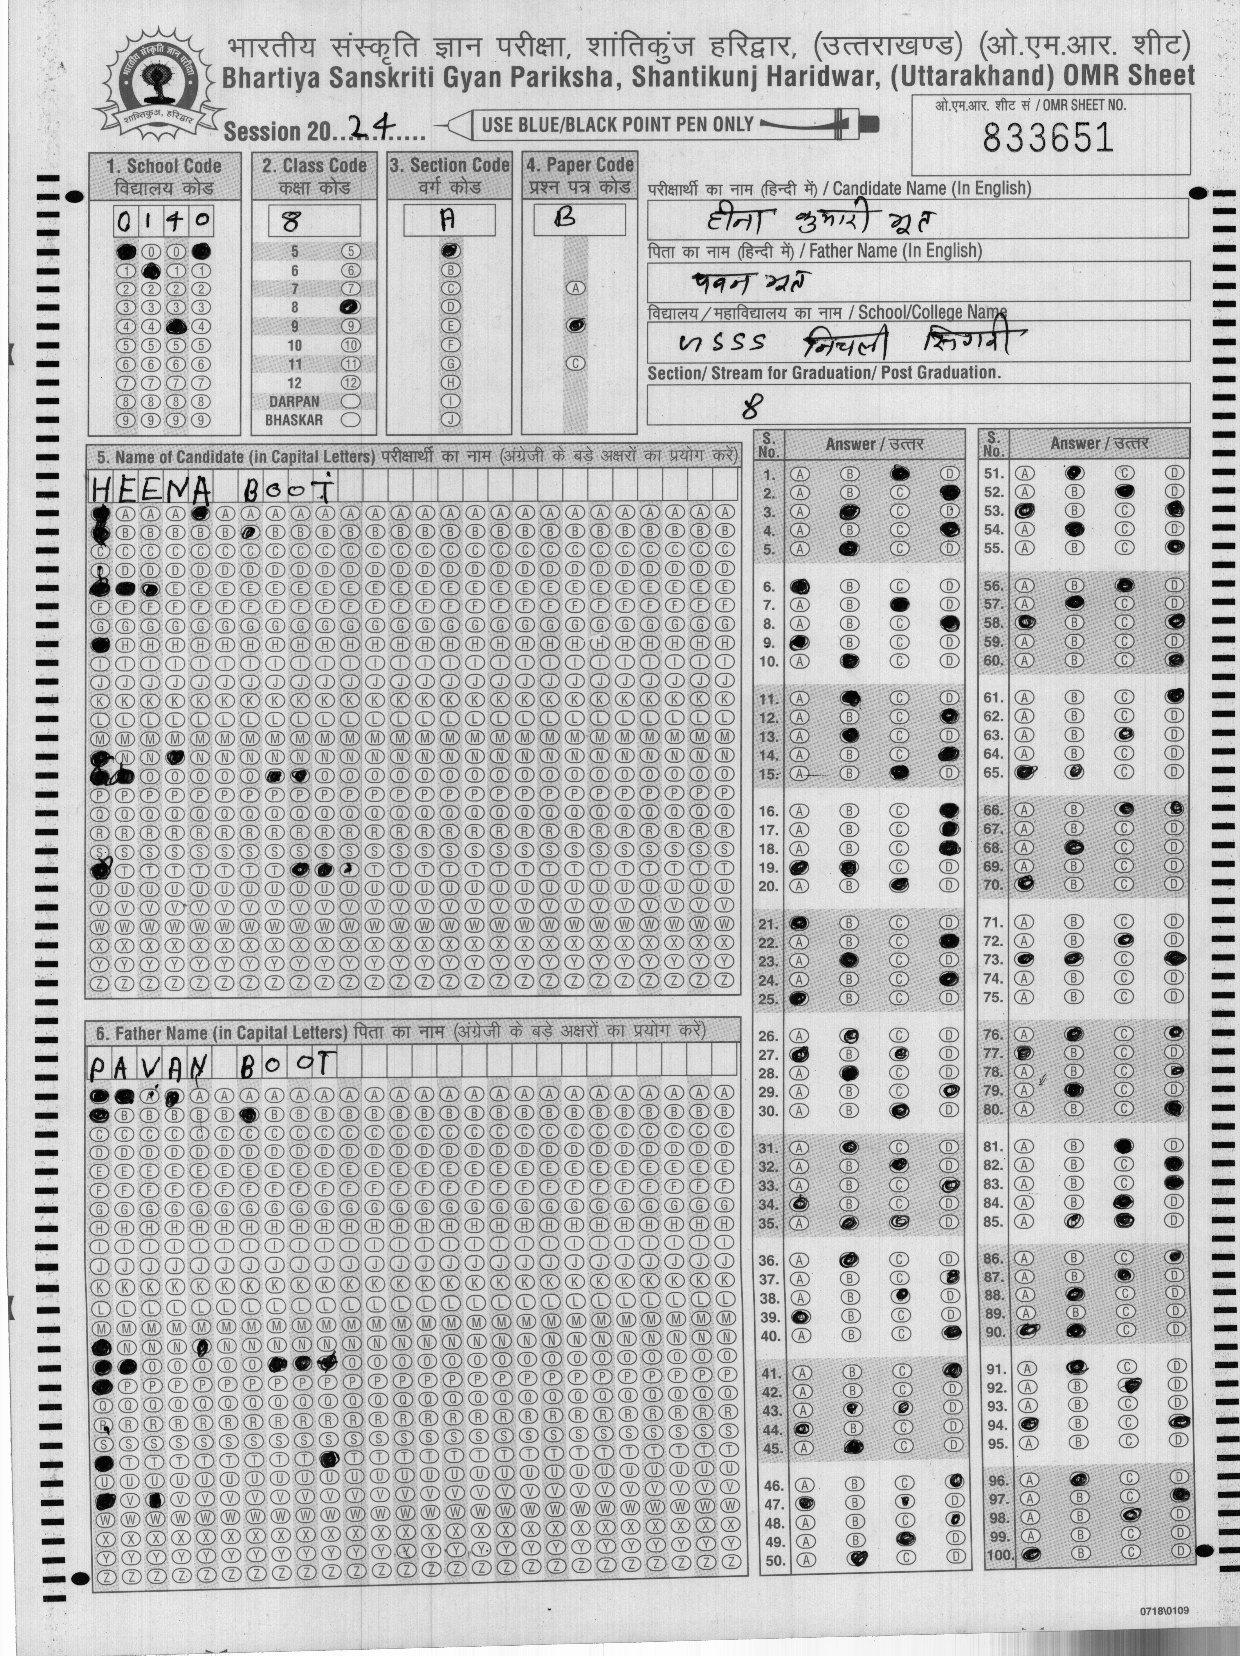 भारतीय संस्कृति ज्ञान परीक्षा, शांतिकुंज हरिद्वार, (उत्तराखण्ड) (ओ.एम.आर. शीट)
Bhartiya Sanskriti Gyan Pariksha, Shantikunj Haridwar, (Uttarakhand) OMR Sheet
Session 20..24......
USE BLUE/BLACK POINT PEN ONLY
ओ.एम.आर. शीट सं / OMR SHEET NO.
833651
1. School Code
विद्यालय कोड
0140
2. Class Code
कक्षा कोड
8
5
6
7
8
9
10
11
12
DARPAN
BHASKAR
3. Section Code
वर्ग कोड
A
4. Paper Code
प्रश्न पत्र कोड
B
परीक्षार्थी का नाम (हिन्दी में) / Candidate Name (In English)
हीना कुमारी भूत
पिता का नाम (हिन्दी में) / Father Name (In English)
पवन भूत
विद्यालय/महाविद्यालय का नाम / School/College Name
SSS निचली सिगरी
Section/ Stream for Graduation/ Post Graduation.
8
5. Name of Candidate (in Capital Letters) परीक्षार्थी का नाम (अंग्रेजी के बड़े अक्षरों का प्रयोग करें)
HEENA BOOT
6. Father Name (in Capital Letters) पिता का नाम (अंग्रेजी के बड़े अक्षरों का प्रयोग करें)
PAVAN BOOT
S. No. Answer / उत्तर
S. No. Answer / उत्तर
0718\0109